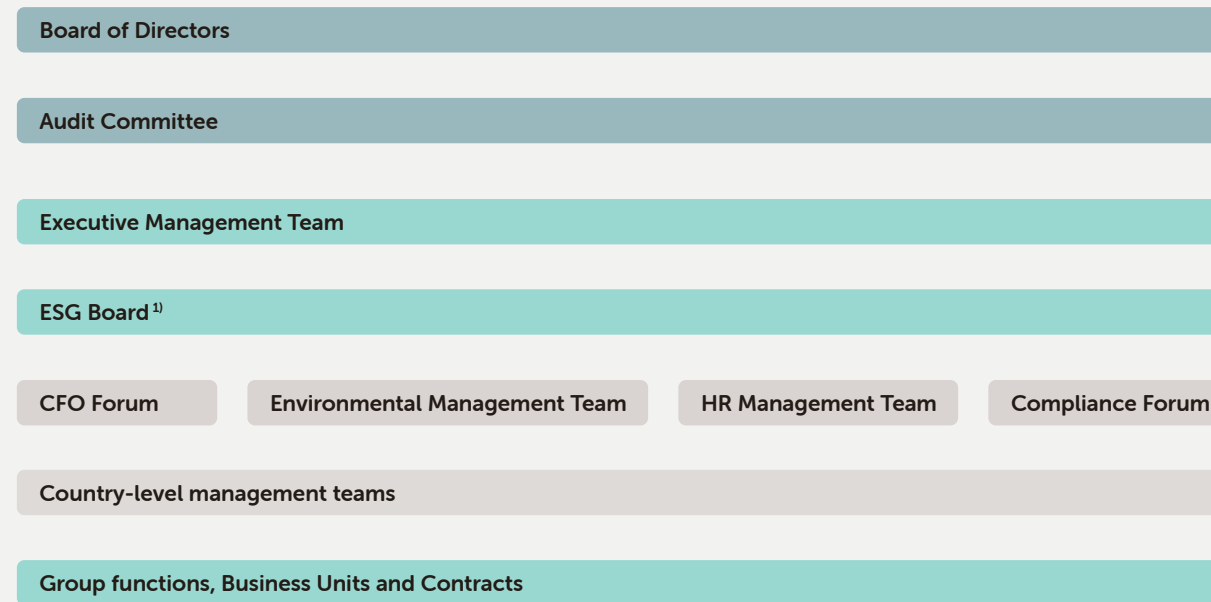 Board of Directors
Audit Committee
Executive Management Team
ESG Board 1)
CFO Forum
Environmental Management Team
HR Management Team
Compliance Forum
Country-level management teams
Group functions, Business Units and Contracts